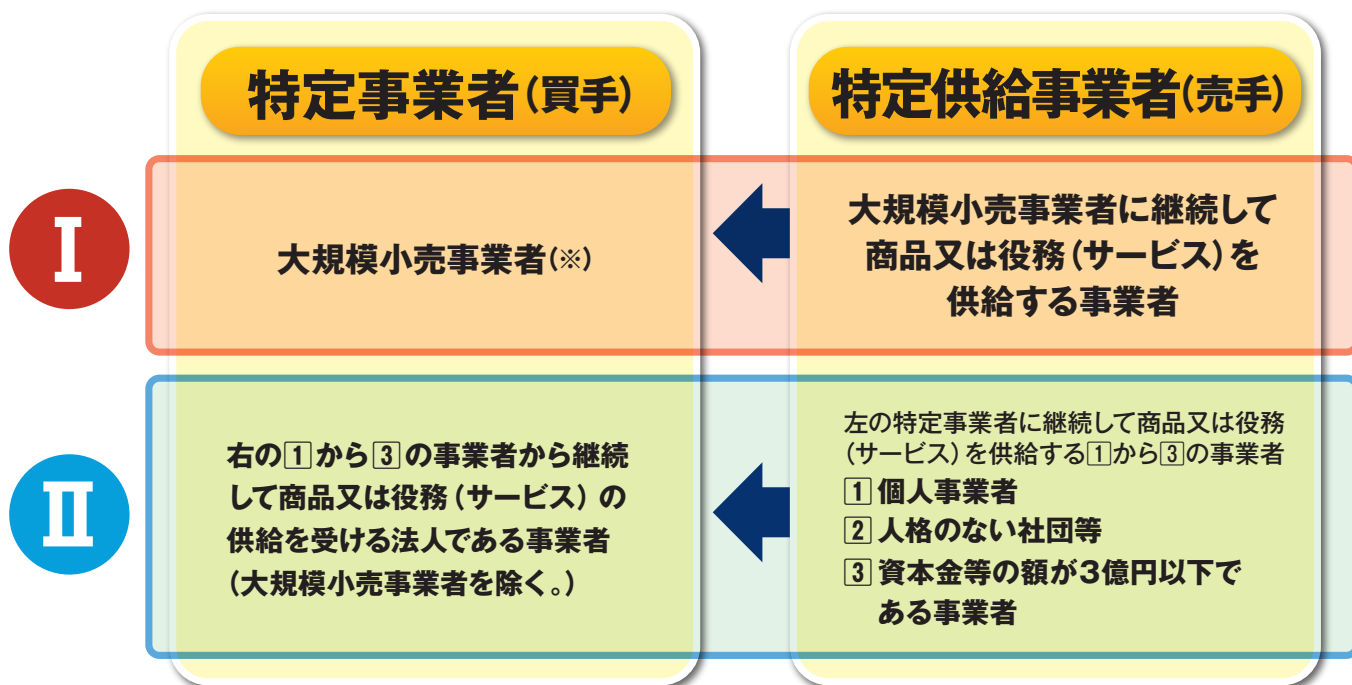 特定事業者(買手)
特定供給事業者(売手)
I
大規模小売事業者(※)
大規模小売事業者に継続して
商品又は役務(サービス)を
供給する事業者
II
右の1から3の事業者から継続
して商品又は役務(サービス)の
供給を受ける法人である事業者
(大規模小売事業者を除く。)
左の特定事業者に継続して商品又は役務
(サービス)を供給する1から3の事業者
1 個人事業者
2 人格のない社団等
3 資本金等の額が3億円以下で
ある事業者